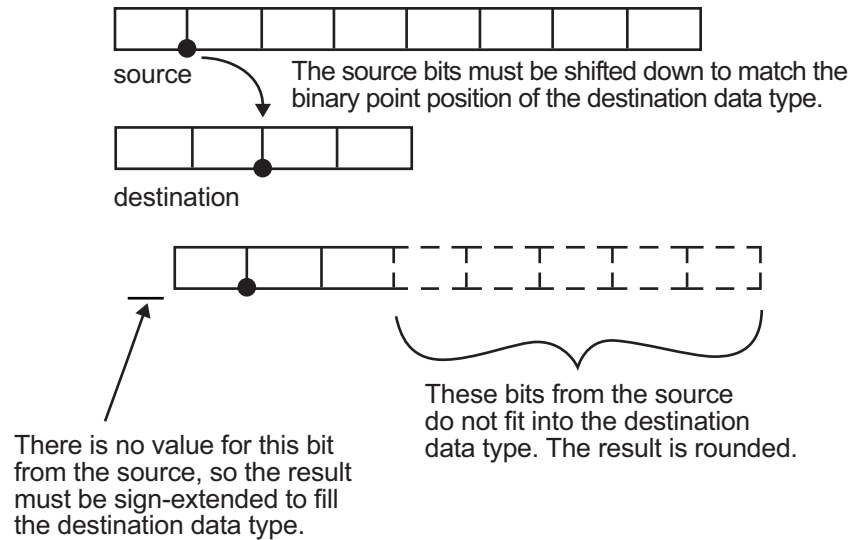 source
The source bits must be shifted down to match the
binary point position of the destination data type.
destination
These bits from the source
do not fit into the destination
data type. The result is rounded.
There is no value for this bit
from the source, so the result
must be sign-extended to fill
the destination data type.